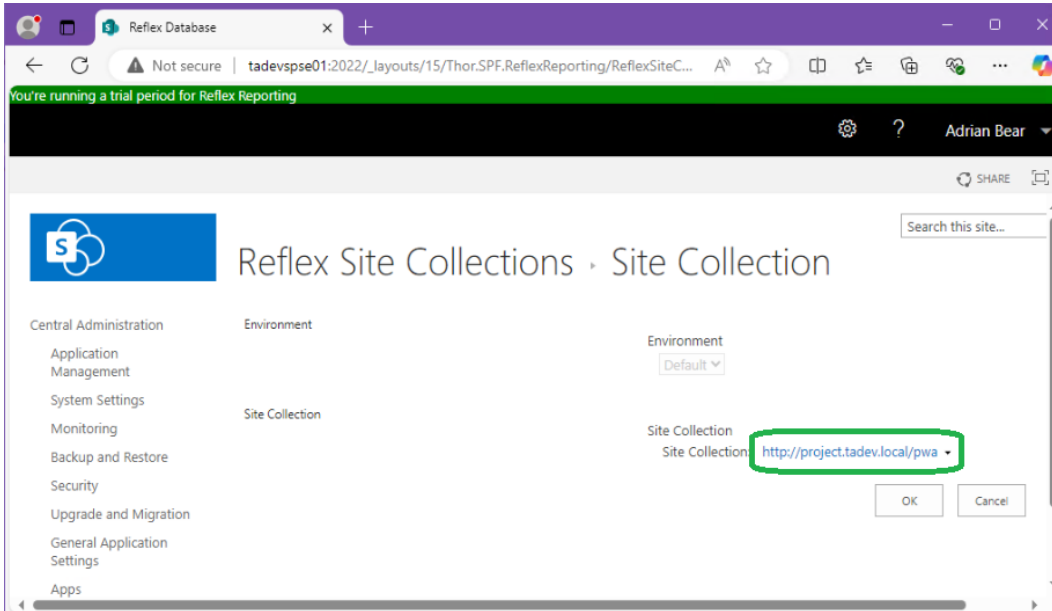 Reflex Database
Not secure | tadevspse01:2022/_layouts/15/Thor.SPF.ReflexReporting/ReflexSiteC...
You're running a trial period for Reflex Reporting
? Adrian Bear
SHARE
S
Search this site...
Reflex Site Collections Site Collection
Central Administration
Application
Management
System Settings
Monitoring
Backup and Restore
Security
Upgrade and Migration
General Application
Settings
Apps
Environment
Environment
Default
Site Collection
Site Collection
Site Collection: http://project.tadev.local/pwa
OK Cancel